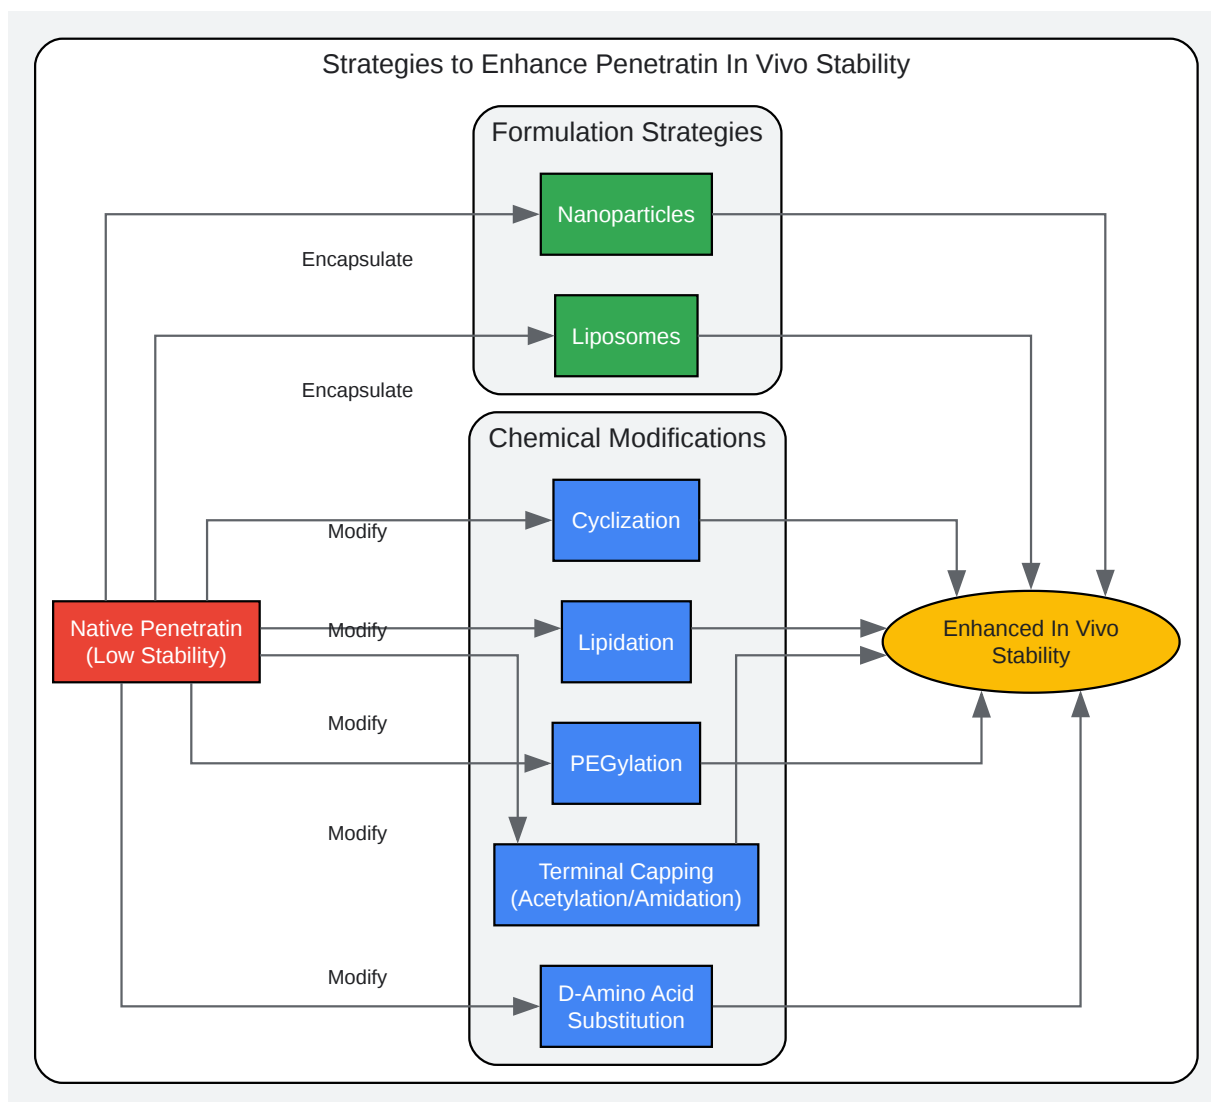 Strategies to Enhance Penetratin In Vivo Stability
Formulation Strategies
Nanoparticles
Encapsulate
Liposomes
Encapsulate
Chemical Modifications
Cyclization
Modify
Native Penetratin
(Low Stability)
Modify
Lipidation
Enhanced In Vivo
Stability
Modify
PEGylation
Modify
Terminal Capping
(Acetylation/Amidation)
Modify
D-Amino Acid
Substitution